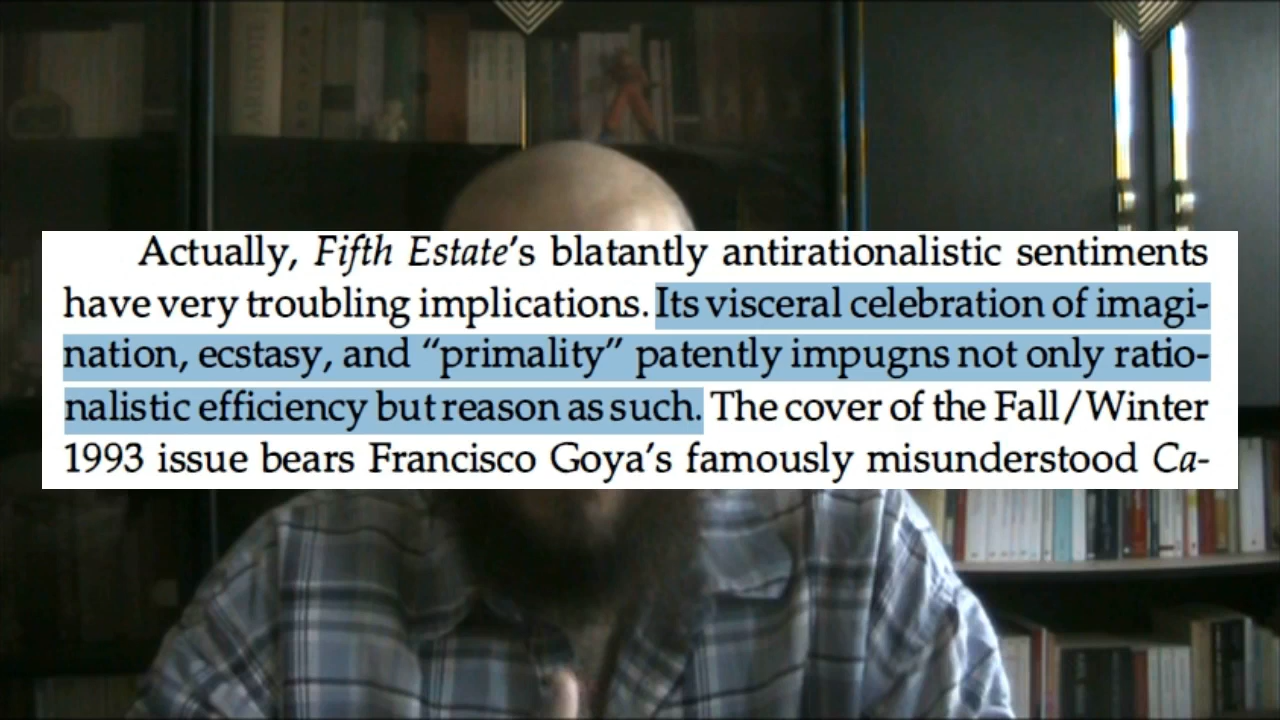 Actually, Fifth Estate's blatantly antirationalistic sentiments
have very troubling implications. Its visceral celebration of imagi-
nation, ecstasy, and “primality” patently impugns not only ratio-
nalistic efficiency but reason as such. The cover of the Fall/Winter
1993 issue bears Francisco Goya's famously misunderstood Ca-